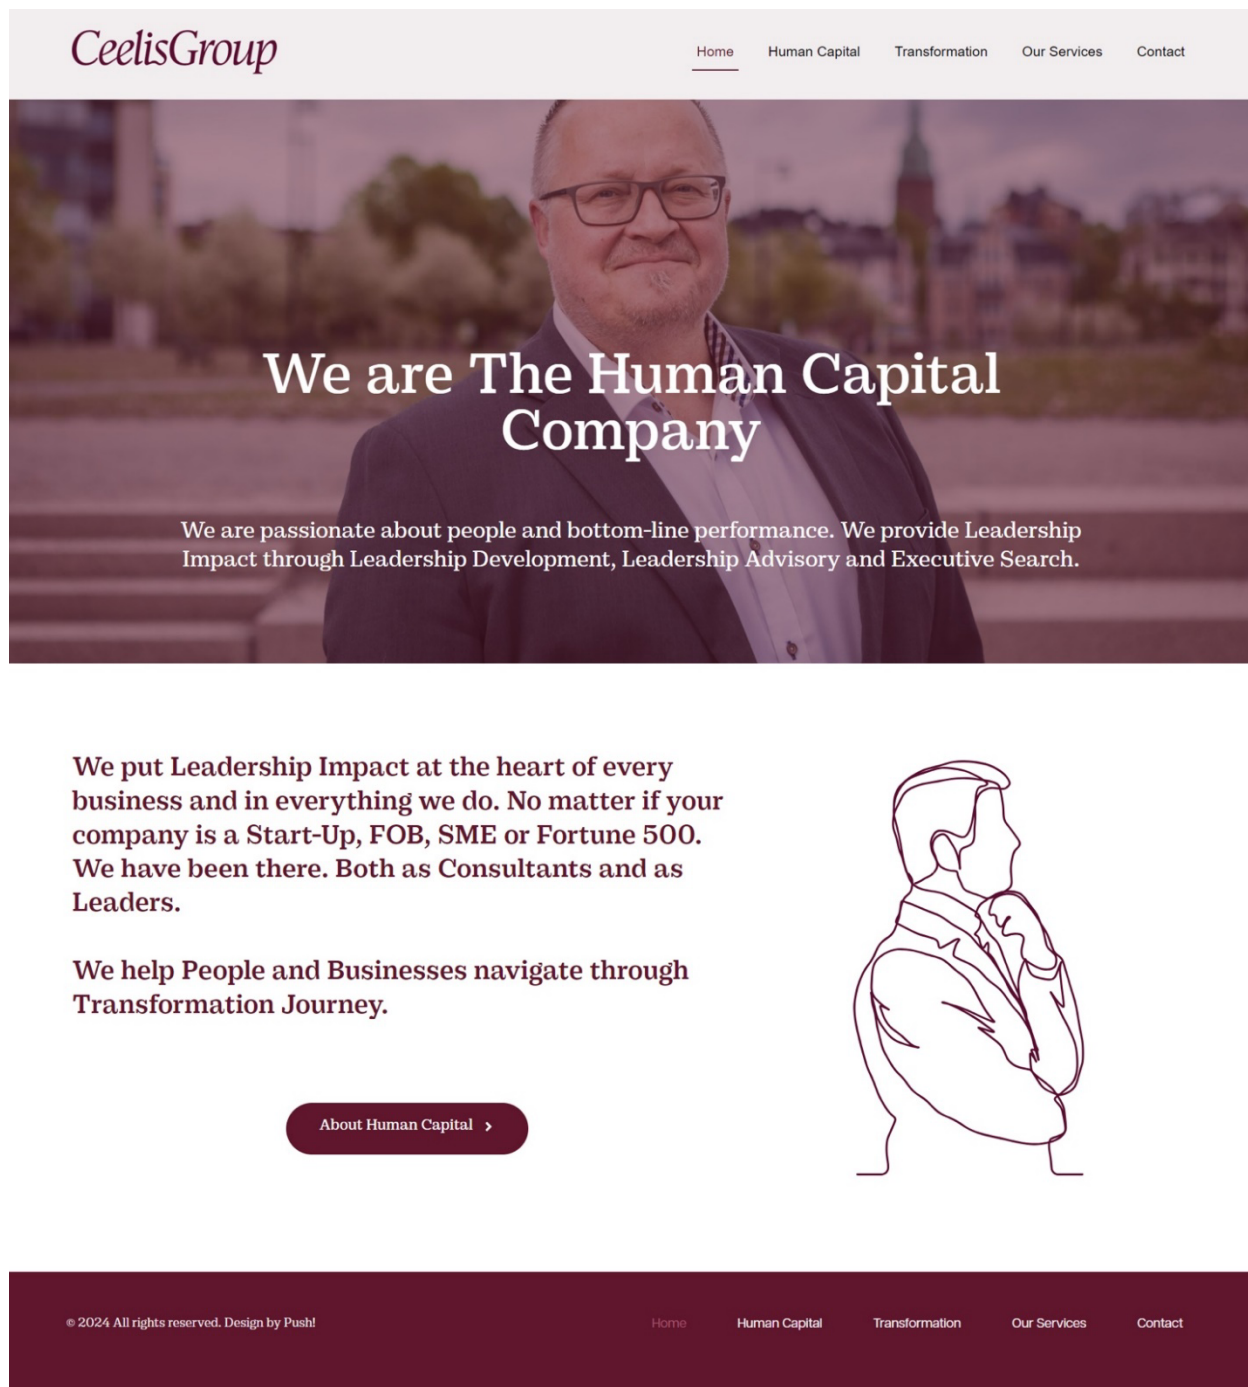 CeelisGroup
Home
Human Capital
Transformation
Our Services
Contact
We are The Human Capital
Company
We are passionate about people and bottom-line performance. We provide Leadership
Impact through Leadership Development, Leadership Advisory and Executive Search.
We put Leadership Impact at the heart of every
business and in everything we do. No matter if your
company is a Start-Up, FOB, SME or Fortune 500.
We have been there. Both as Consultants and as
Leaders.
We help People and Businesses navigate through
Transformation Journey.
About Human Capital
© 2024 All rights reserved. Design by Push!
Home
Human Capital
Transformation
Our Services
Contact